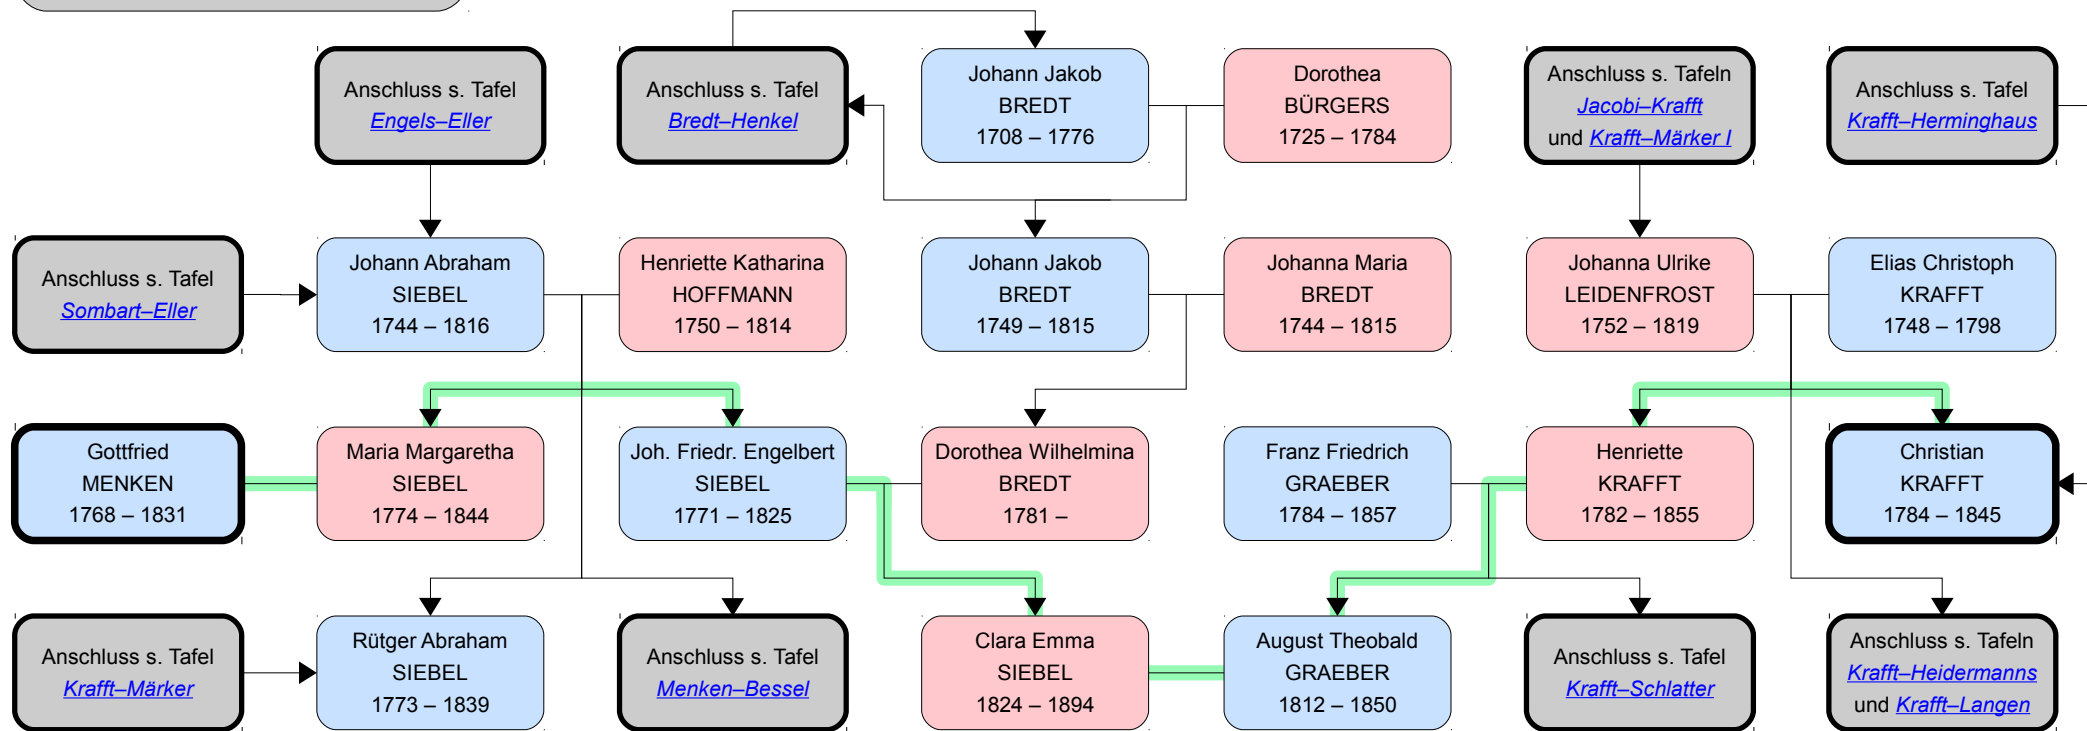 Anschluss s. Tafel
Engels–Eller
Anschluss s. Tafel
Bredt–Henkel
Johann Jakob
BREDT
1708 – 1776
Dorothea
BÜRGERS
1725 – 1784
Anschluss s. Tafeln
Jacobi–Krafft
und Krafft–Märker I
Anschluss s. Tafel
Krafft–Herminghaus
Anschluss s. Tafel
Sombart–Eller
Johann Abraham
SIEBEL
1744 – 1816
Henriette Katharina
HOFFMANN
1750 – 1814
Johann Jakob
BREDT
1749 – 1815
Johanna Maria
BREDT
1744 – 1815
Johanna Ulrike
LEIDENFROST
1752 – 1819
Elias Christoph
KRAFFT
1748 – 1798
Gottfried
MENKEN
1768 – 1831
Maria Margaretha
SIEBEL
1774 – 1844
Joh. Friedr. Engelbert
SIEBEL
1771 – 1825
Dorothea Wilhelmina
BREDT
1781 –
Franz Friedrich
GRAEBER
1784 – 1857
Henriette
KRAFFT
1782 – 1855
Christian
KRAFFT
1784 – 1845
Anschluss s. Tafel
Krafft–Märker
Rütger Abraham
SIEBEL
1773 – 1839
Anschluss s. Tafel
Menken–Bessel
Clara Emma
SIEBEL
1824 – 1894
August Theobald
GRAEBER
1812 – 1850
Anschluss s. Tafel
Krafft–Schlatter
Anschluss s. Tafeln
Krafft–Heidermanns
und Krafft–Langen